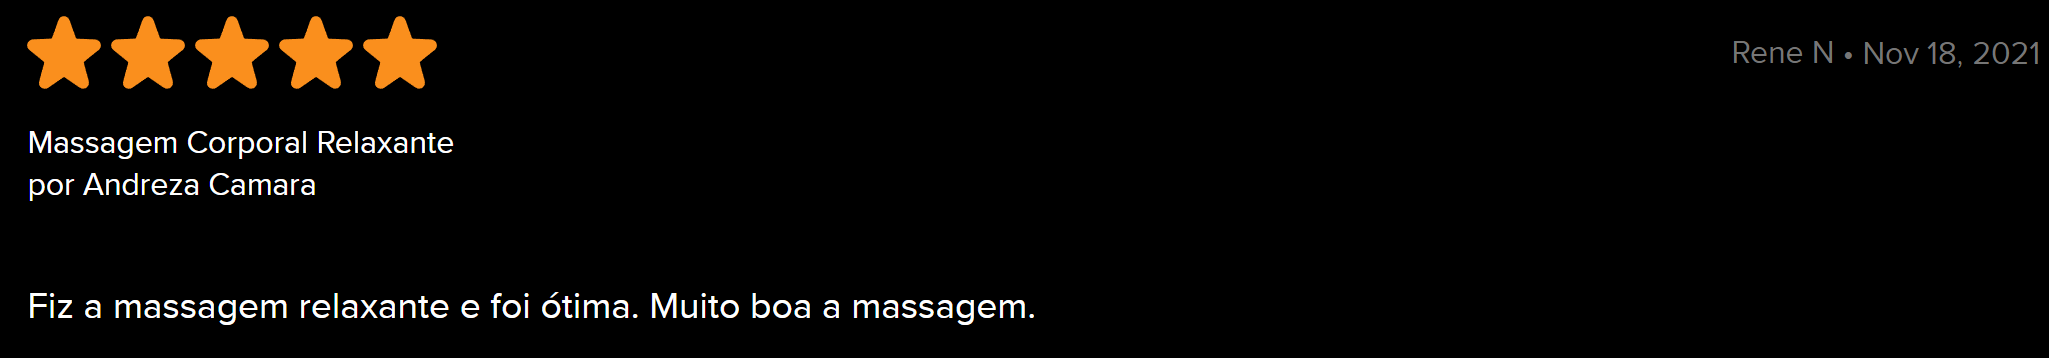 Rene N • Nov 18, 2021
Massagem Corporal Relaxante
por Andreza Camara
Fiz a massagem relaxante e foi ótima. Muito boa a massagem.